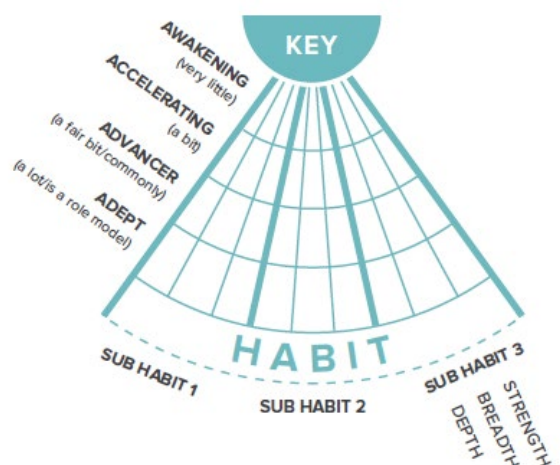 KEY
AWAKENING
(very little)
ACCELERATING
(a bit)
ADVANCER
(a fair bit/commonly)
ADEPT
(a lot/is a role model)
HABIT
SUB HABIT 1
SUB HABIT 2
SUB HABIT 3
STRENGTH
BREADTH
DEPTH